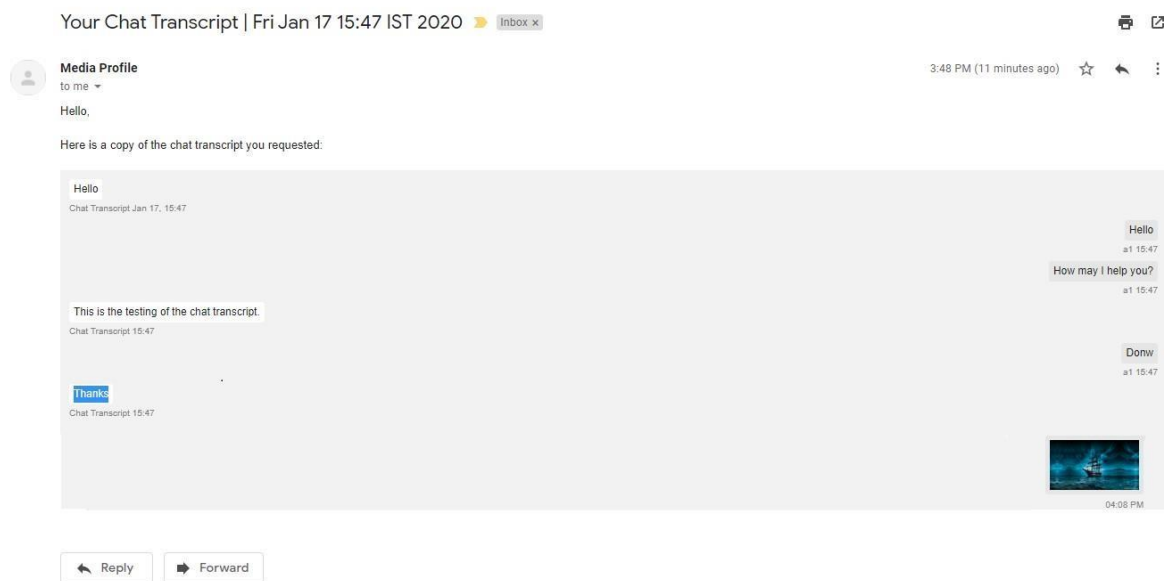 Your Chat Transcript | Fri Jan 17 15:47 IST 2020 Inbox x
Media Profile
3:48 PM (11 minutes ago)
to me
Hello,
Here is a copy of the chat transcript you requested:
Hello
Chat Transcript Jan 17, 15:47
Hello
a1 15:47
How may I help you?
a1 15:47
This is the testing of the chat transcript.
Chat Transcript 15:47
Donw
a1 15:47
Thanks
Chat Transcript 15:47
04:08 PM
Reply
Forward